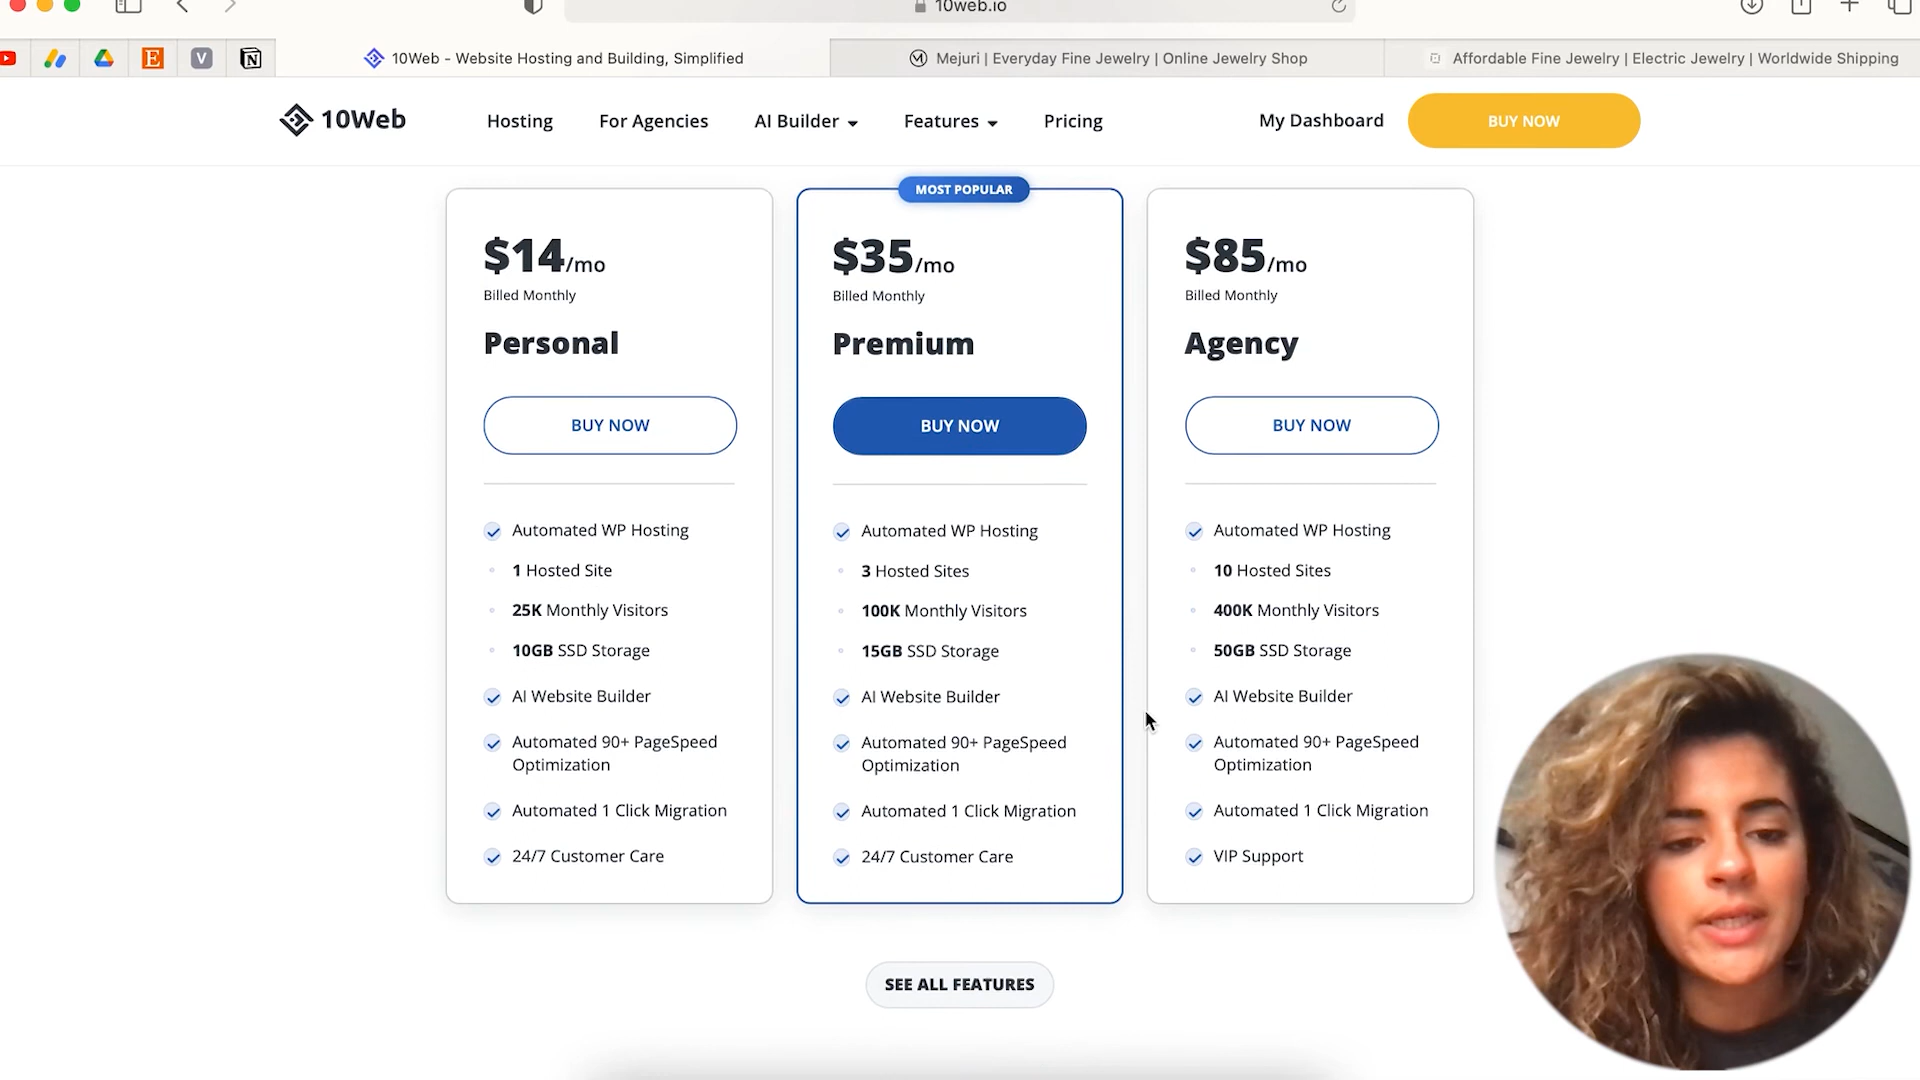 10web.io
E
V
10Web - Website Hosting and Building, Simplified
Mejuri | Everyday Fine Jewelry | Online Jewelry Shop
Affordable Fine Jewelry | Electric Jewelry | Worldwide Shipping
10Web
Hosting
For Agencies
AI Builder
Features
Pricing
My Dashboard
BUY NOW
$14/mo
Billed Monthly
Personal
BUY NOW
Automated WP Hosting
1 Hosted Site
25K Monthly Visitors
10GB SSD Storage
AI Website Builder
Automated 90+ PageSpeed
Optimization
Automated 1 Click Migration
24/7 Customer Care
MOST POPULAR
$35/mo
Billed Monthly
Premium
BUY NOW
Automated WP Hosting
3 Hosted Sites
100K Monthly Visitors
15GB SSD Storage
AI Website Builder
Automated 90+ PageSpeed
Optimization
Automated 1 Click Migration
24/7 Customer Care
$85/mo
Billed Monthly
Agency
BUY NOW
Automated WP Hosting
10 Hosted Sites
400K Monthly Visitors
50GB SSD Storage
AI Website Builder
Automated 90+ PageSpeed
Optimization
Automated 1 Click Migration
VIP Support
SEE ALL FEATURES